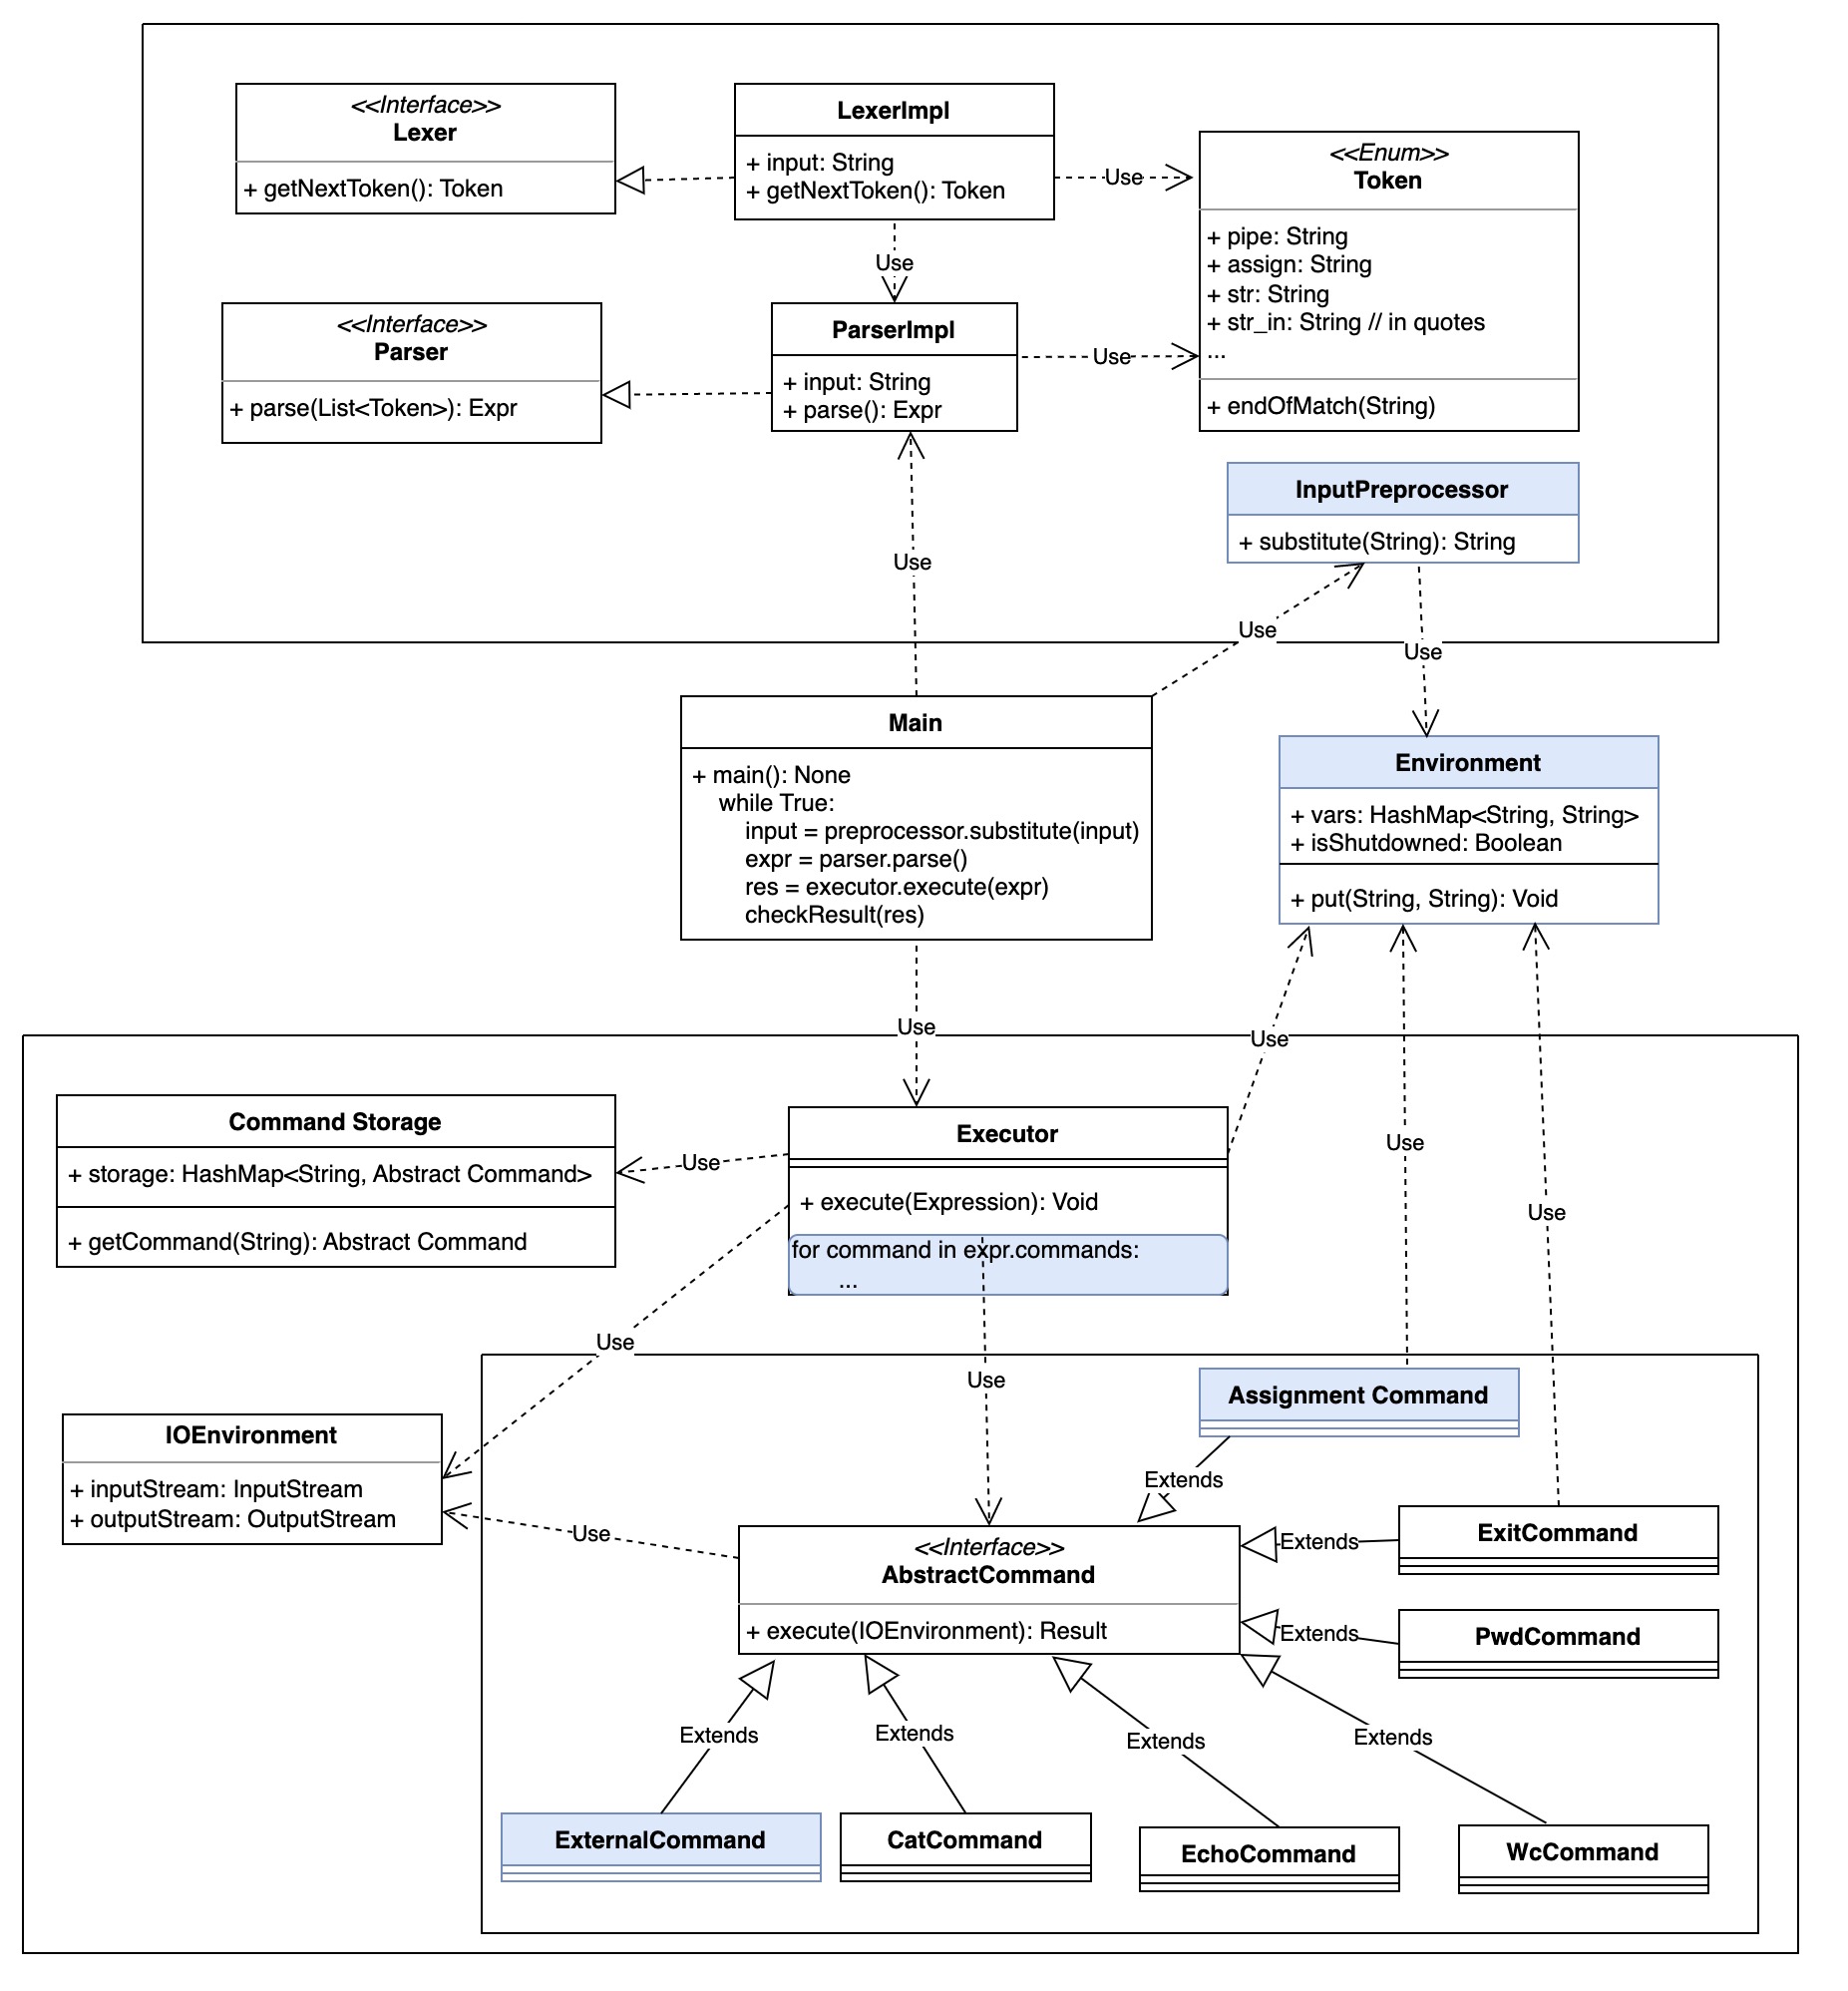 <<Interface>>
Lexer
+ getNextToken(): Token
LexerImpl
+ input: String
+ getNextToken(): Token
Use
<<Enum>>
Token
+ pipe: String
+ assign: String
+ str: String
+ str_in: String // in quotes
...
+ endOfMatch(String)
Use
<<Interface>>
Parser
+ parse(List<Token>): Expr
ParserImpl
+ input: String
+ parse(): Expr
Use
InputPreprocessor
+ substitute(String): String
Use
Use
Use
Main
+ main(): None
while True:
input = preprocessor.substitute(input)
expr = parser.parse()
res = executor.execute(expr)
checkResult(res)
Environment
+ vars: HashMap<String, String>
+ isShutdowned: Boolean
+ put(String, String): Void
Use
Use
Use
Use
Command Storage
+ storage: HashMap<String, Abstract Command>
+ getCommand(String): Abstract Command
Use
Executor
+ execute(Expression): Void
for command in expr.commands:
...
Use
Use
IOEnvironment
+ inputStream: InputStream
+ outputStream: OutputStream
Use
Assignment Command
Extends
<<Interface>>
AbstractCommand
+ execute(IOEnvironment): Result
Extends
ExitCommand
Extends
PwdCommand
Extends
Extends
Extends
Extends
ExternalCommand
CatCommand
EchoCommand
WcCommand